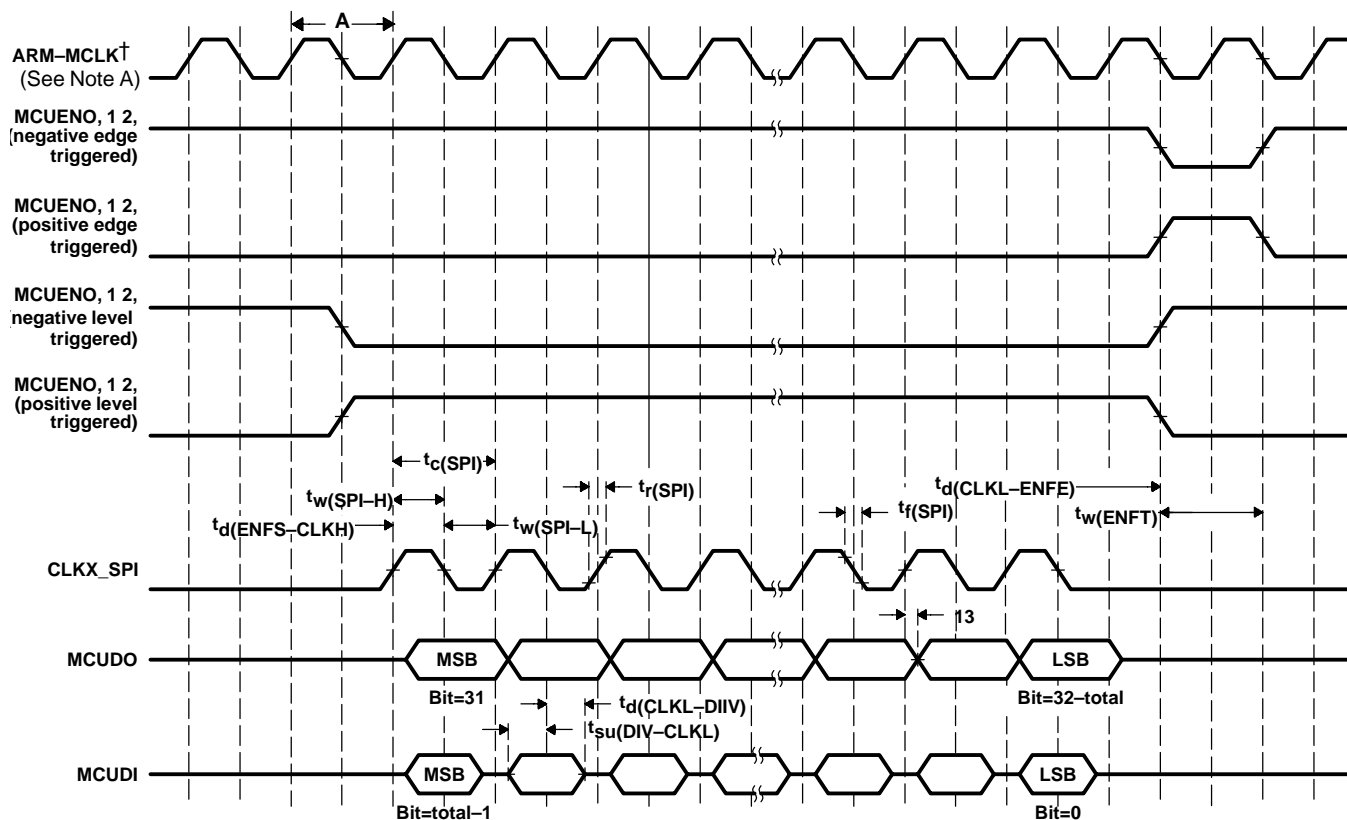 A
ARM–MCLK†
(See Note A)
MCUENO, 1 2,
(negative edge
triggered)
MCUENO, 1 2,
(positive edge
triggered)
MCUENO, 1 2,
(negative level
triggered)
MCUENO, 1 2,
(positive level
triggered)
tc(SPI)
tw(SPI–H)
tr(SPI)
td(CLKL–ENFE)
tf(SPI)
tw(ENFT)
td(ENFS–CLKH)
tw(SPI–L)
CLKX_SPI
13
MCUDO
MSB
LSB
Bit=31
Bit=32–total
td(CLKL–DIIV)
tsu(DIV–CLKL)
MCUDI
MSB
LSB
Bit=total–1
Bit=0